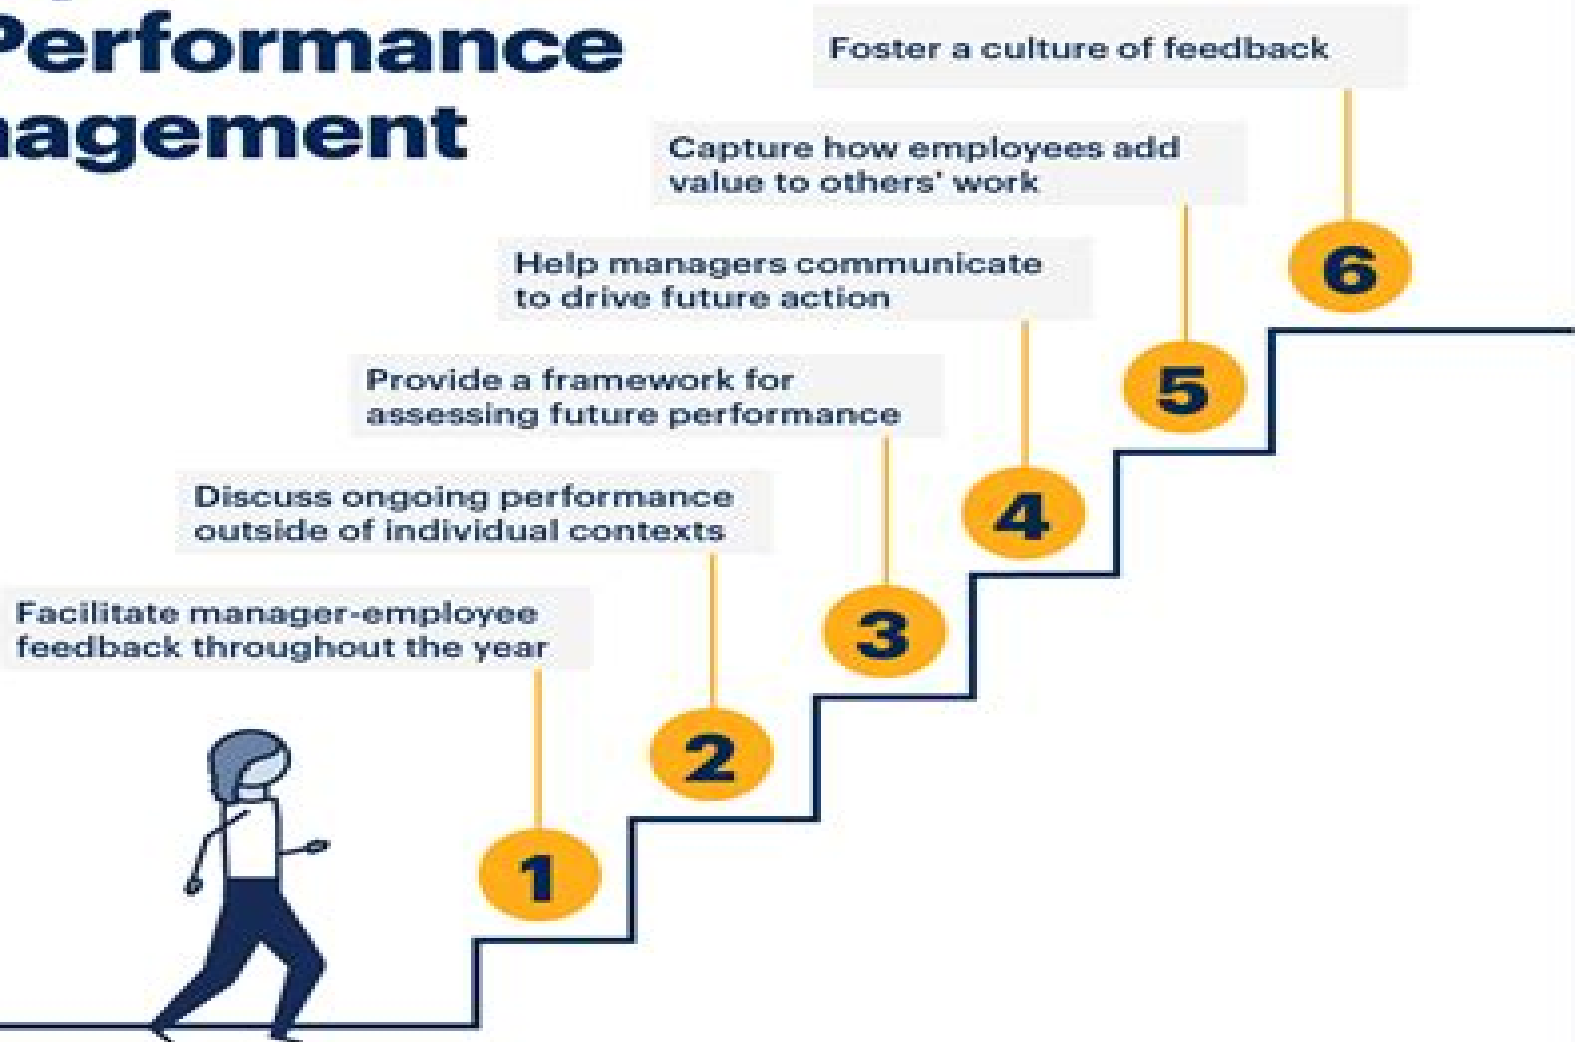 Performance
nagement
Foster a culture of feedback
Capture how employees add
value to others' work
Help managers communicate
to drive future action
Provide a framework for
assessing future performance
Discuss ongoing performance
outside of individual contexts
Facilitate manager-employee
feedback throughout the year
6
5
4
3
2
1